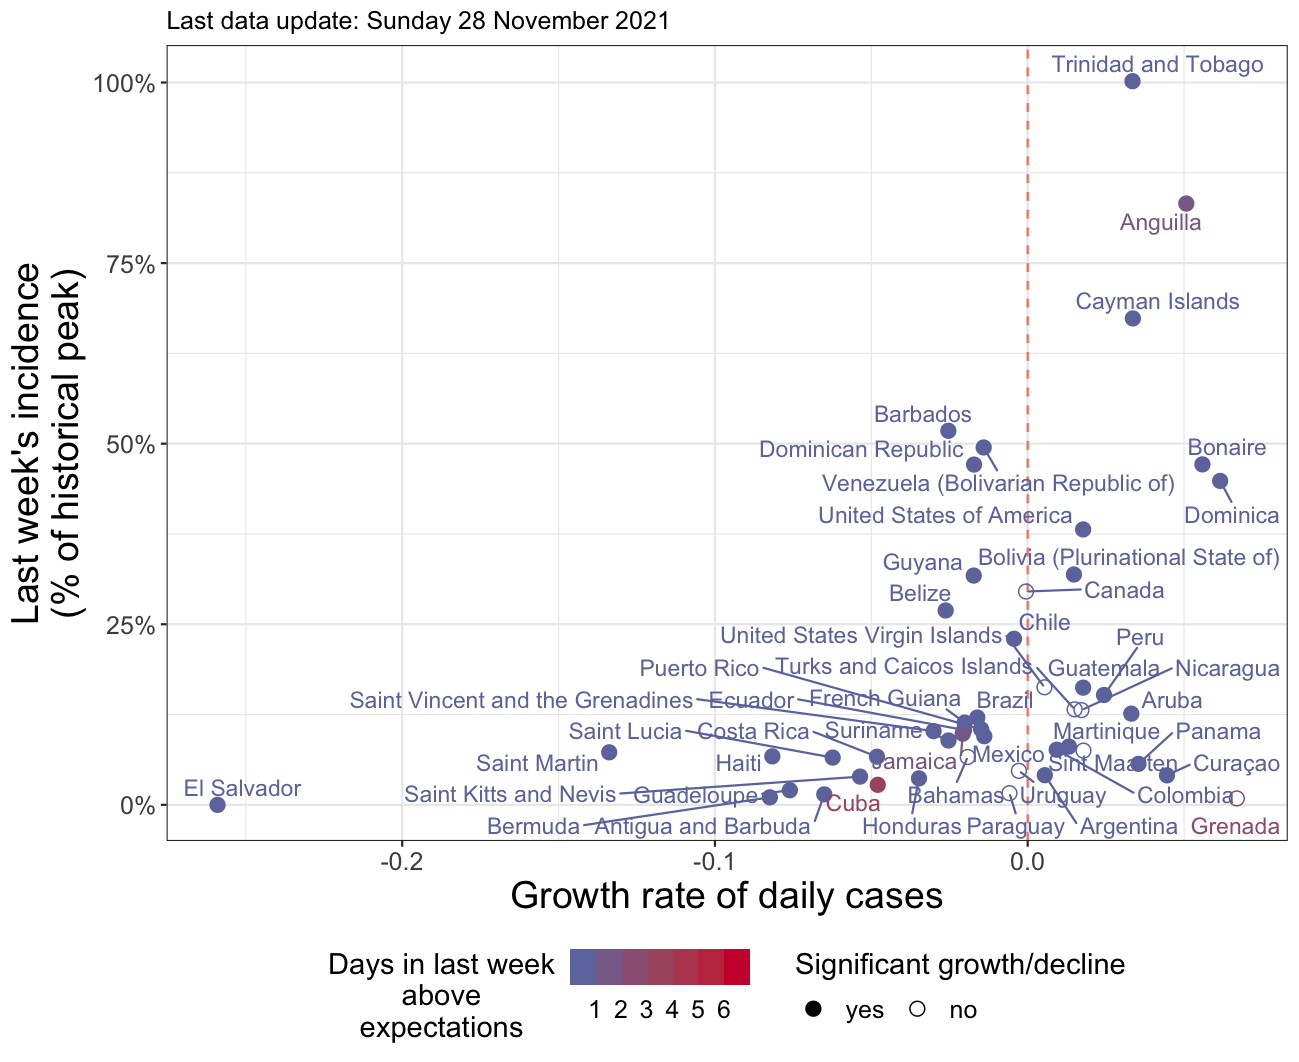 Last data update: Sunday 28 November 2021
Last week's incidence
(% of historical peak)
100%
75%
50%
25%
0%
Trinidad and Tobago
Anguilla
Cayman Islands
Barbados
Dominican Republic
Bonaire
Venezuela (Bolivarian Republic of)
United States of America
Dominica
Guyana
Bolivia (Plurinational State of)
Belize
Canada
Chile
United States Virgin Islands
Peru
Puerto Rico
Turks and Caicos Islands
Guatemala
Nicaragua
Saint Vincent and the Grenadines
Ecuador
French Guiana
Brazil
Aruba
Saint Lucia
Costa Rica
Suriname
Martinique
Panama
Saint Martin
Haiti
Jamaica
Mexico
Sint Maarten
Curaçao
El Salvador
Saint Kitts and Nevis
Guadeloupe
Cuba
Bahamas
Uruguay
Colombia
Bermuda
Antigua and Barbuda
Honduras
Paraguay
Argentina
Grenada
-0.2
-0.1
0.0
Growth rate of daily cases
Days in last week
above
expectations
1 2 3 4 5 6
Significant growth/decline
yes
no